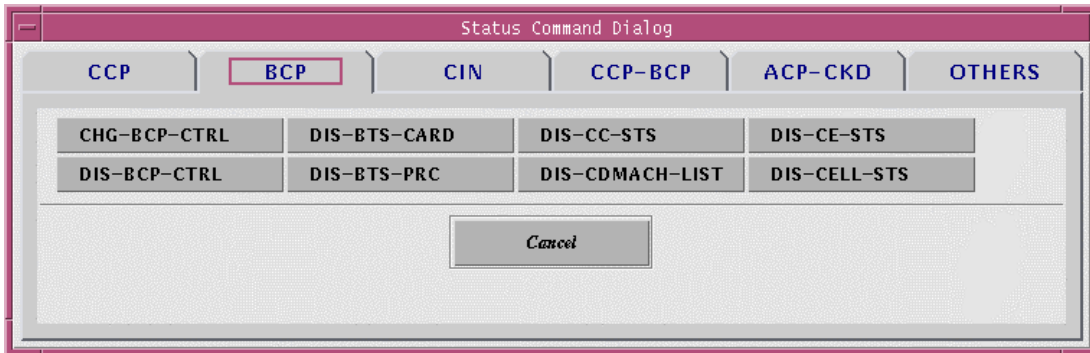 Status Command Dialog
CCP BCP CIN CCP-BCP ACP-CKD OTHERS
CHG-BCP-CTRL DIS-BTS-CARD DIS-CC-STS DIS-CE-STS
DIS-BCP-CTRL DIS-BTS-PRC DIS-CDMACH-LIST DIS-CELL-STS
Cancel